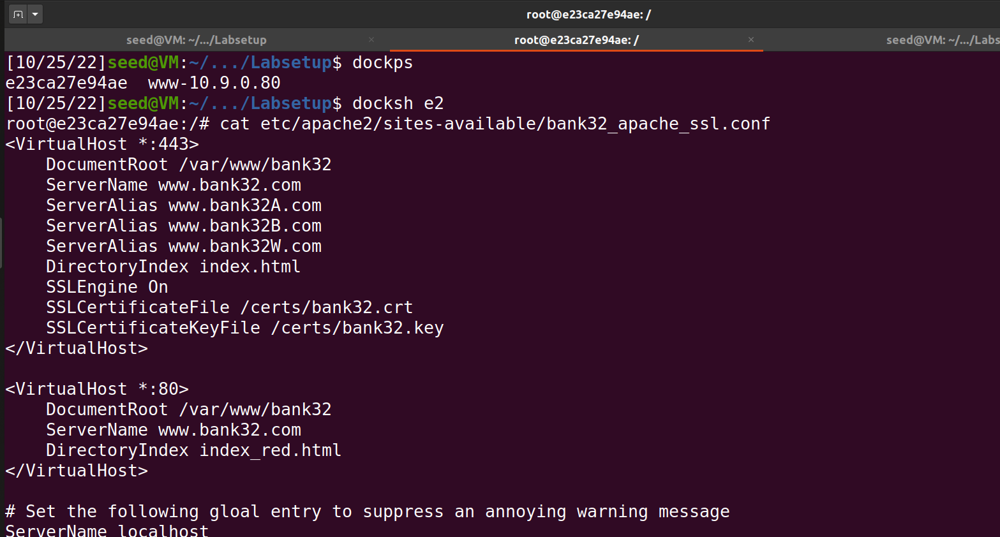 root@e23ca27e94ae: /
seed@VM: ~/.../Labsetup × root@e23ca27e94ae: / × seed@VM: ~/.../Labs
[10/25/22]seed@VM:~/.../Labsetup$ dockps
e23ca27e94ae  www-10.9.0.80
[10/25/22]seed@VM:~/.../Labsetup$ docksh e2
root@e23ca27e94ae:/# cat etc/apache2/sites-available/bank32_apache_ssl.conf
<VirtualHost *:443>
    DocumentRoot /var/www/bank32
    ServerName www.bank32.com
    ServerAlias www.bank32A.com
    ServerAlias www.bank32B.com
    ServerAlias www.bank32W.com
    DirectoryIndex index.html
    SSLEngine On
    SSLCertificateFile /certs/bank32.crt
    SSLCertificateKeyFile /certs/bank32.key
</VirtualHost>

<VirtualHost *:80>
    DocumentRoot /var/www/bank32
    ServerName www.bank32.com
    DirectoryIndex index_red.html
</VirtualHost>

# Set the following gloal entry to suppress an annoying warning message
ServerName localhost